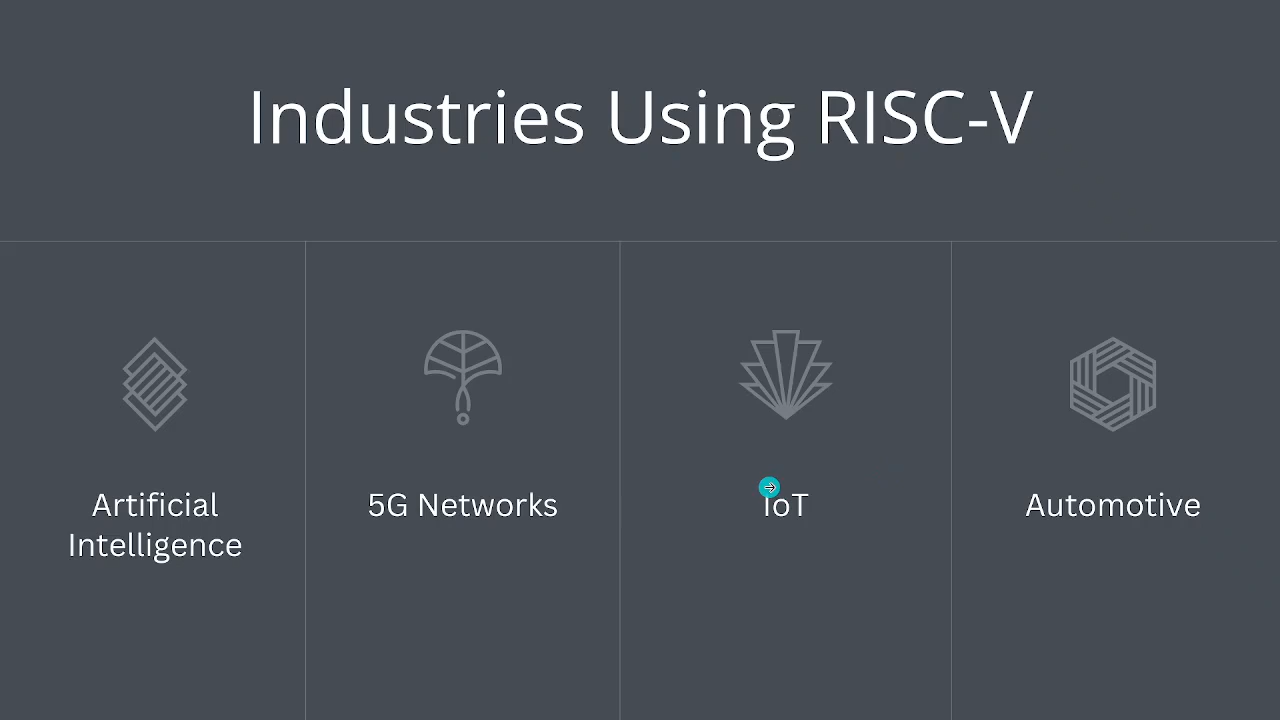 Industries Using RISC-V
Artificial
Intelligence
5G Networks
IoT
Automotive